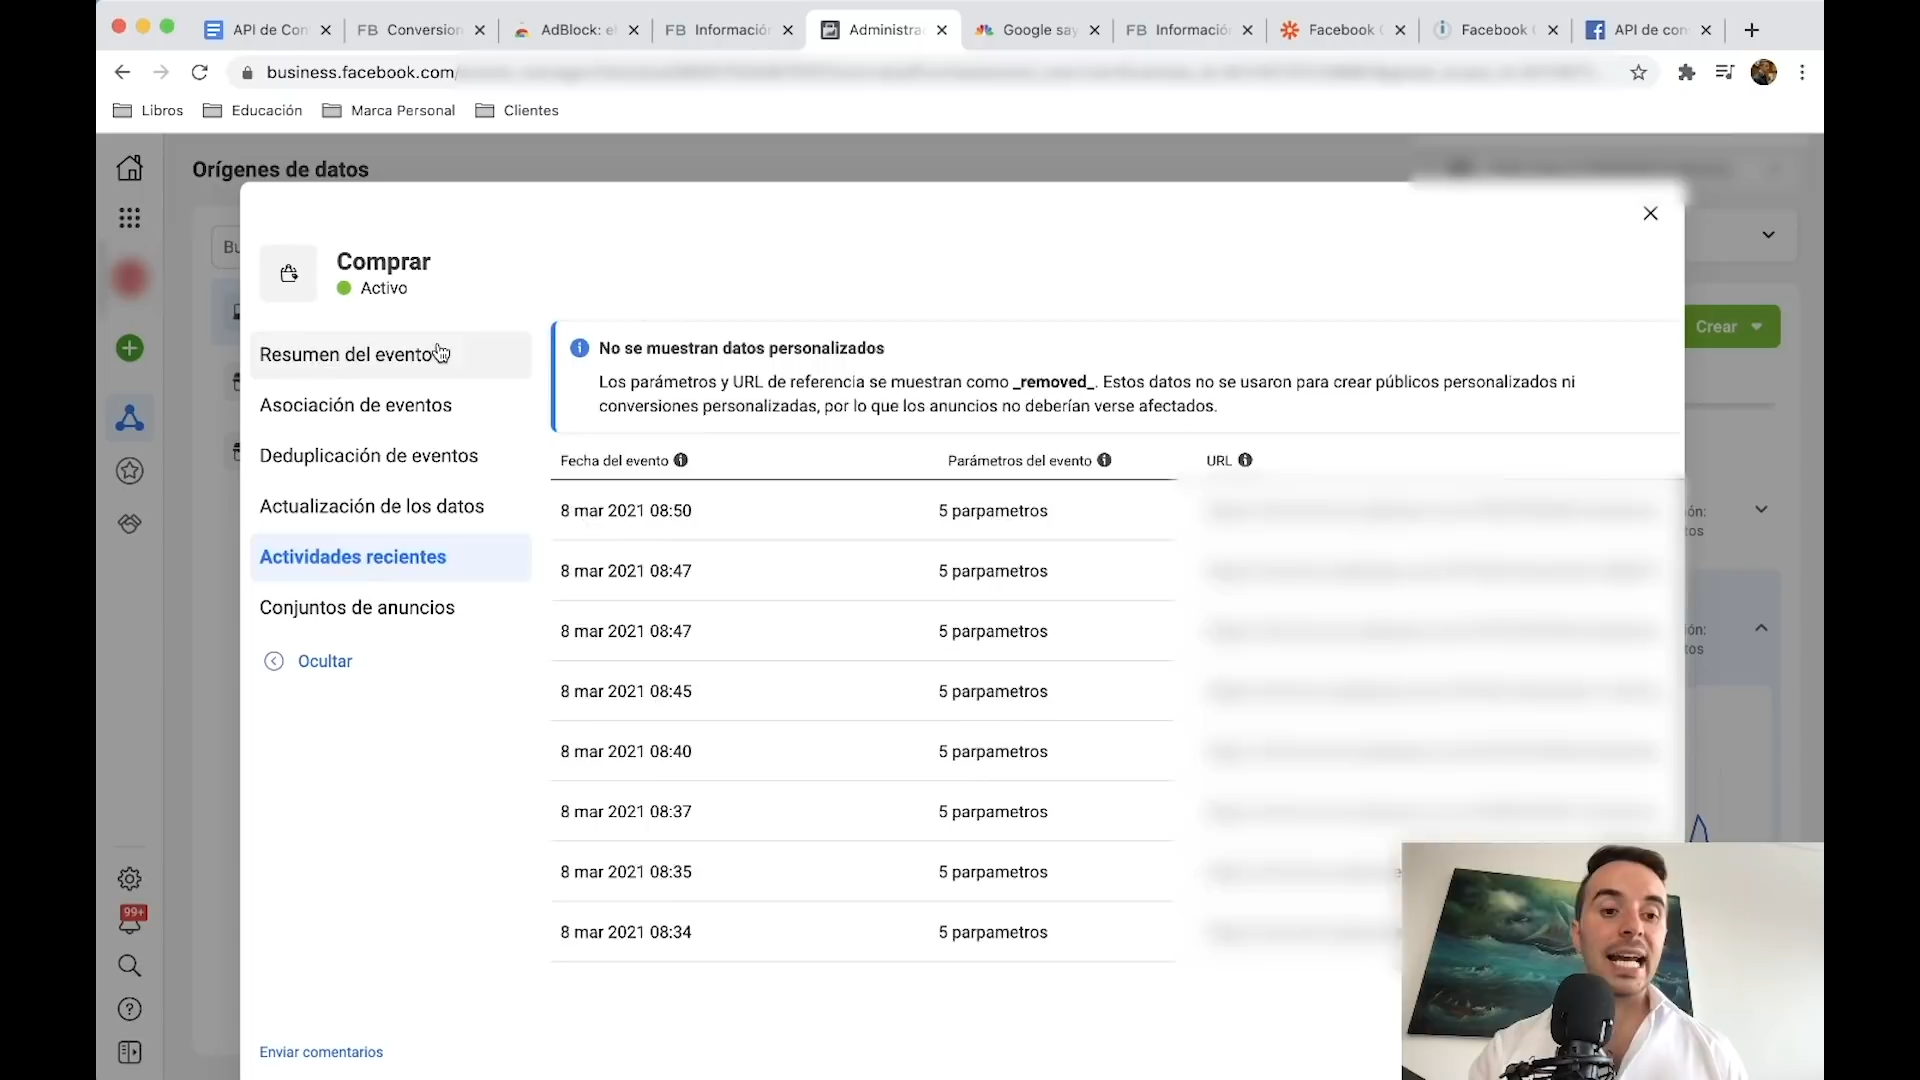 API de Con
FB Conversion
AdBlock: el
FB Información
Administra
Google say
FB Informació
Facebook C
Facebook C
API de con
business.facebook.com/
Libros
Educación
Marca Personal
Clientes
Orígenes de datos
Bu
Comprar
Activo
Crear
Resumen del evento
Asociación de eventos
Deduplicación de eventos
Actualización de los datos
Actividades recientes
Conjuntos de anuncios
Ocultar
No se muestran datos personalizados
Los parámetros y URL de referencia se muestran como _removed_. Estos datos no se usaron para crear públicos personalizados ni
conversiones personalizadas, por lo que los anuncios no deberían verse afectados.
Fecha del evento Parámetros del evento URL
8 mar 2021 08:50 5 parpametros
8 mar 2021 08:47 5 parpametros
8 mar 2021 08:47 5 parpametros
8 mar 2021 08:45 5 parpametros
8 mar 2021 08:40 5 parpametros
8 mar 2021 08:37 5 parpametros
8 mar 2021 08:35 5 parpametros
8 mar 2021 08:34 5 parpametros
ón:
tos
ón:
tos
99+
Enviar comentarios